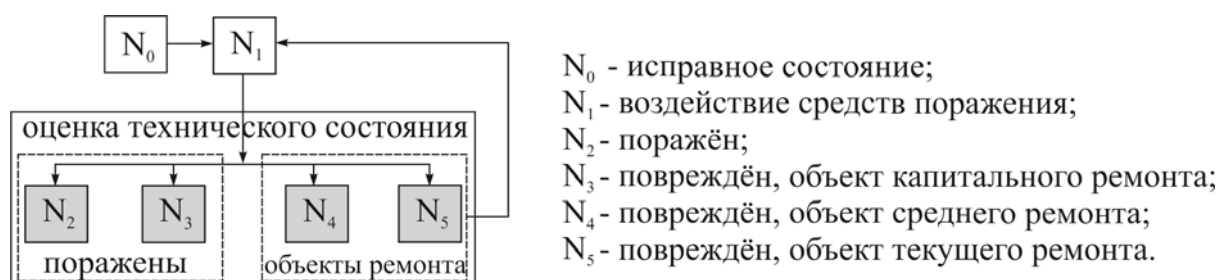 N₀ N₁
оценка технического состояния
N₂ N₃ N₄ N₅
поражены объекты ремонта
N₀ - исправное состояние;
N₁ - воздействие средств поражения;
N₂ - поражён;
N₃ - повреждён, объект капитального ремонта;
N₄ - повреждён, объект среднего ремонта;
N₅ - повреждён, объект текущего ремонта.